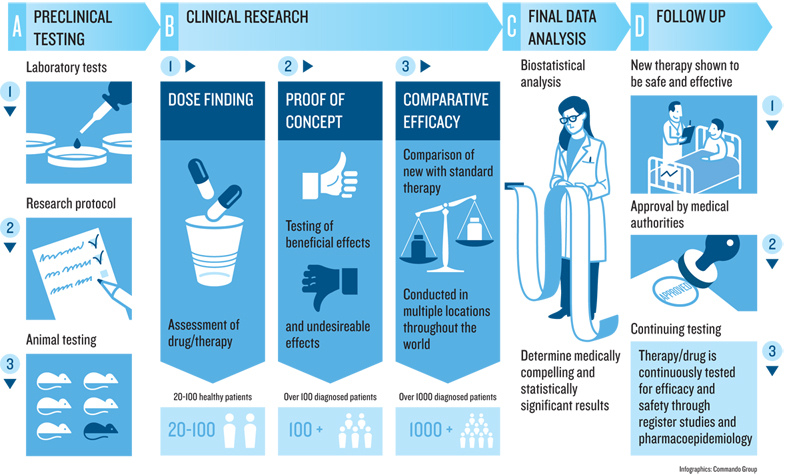 A PRECLINICAL
TESTING
Laboratory tests
1
Research protocol
2
Animal testing
3
B CLINICAL RESEARCH
1
DOSE FINDING
Assessment of
drug/therapy
20-100 healthy patients
20-100
2
PROOF OF
CONCEPT
Testing of
beneficial effects
and undesireable
effects
Over 100 diagnosed patients
100 +
3
COMPARATIVE
EFFICACY
Comparison of
new with standard
therapy
Conducted in
multiple locations
throughout the
world
Over 1000 diagnosed patients
1000 +
C FINAL DATA
ANALYSIS
Biostatistical
analysis
Determine medically
compelling and
statistically
significant results
D FOLLOW UP
New therapy shown to
be safe and effective
1
Approval by medical
authorities
2
APPROVED
Continuing testing
3
Therapy/drug is
continuously tested
for efficacy and
safety through
register studies and
pharmacoepidemiology
Infographics: Commando Group